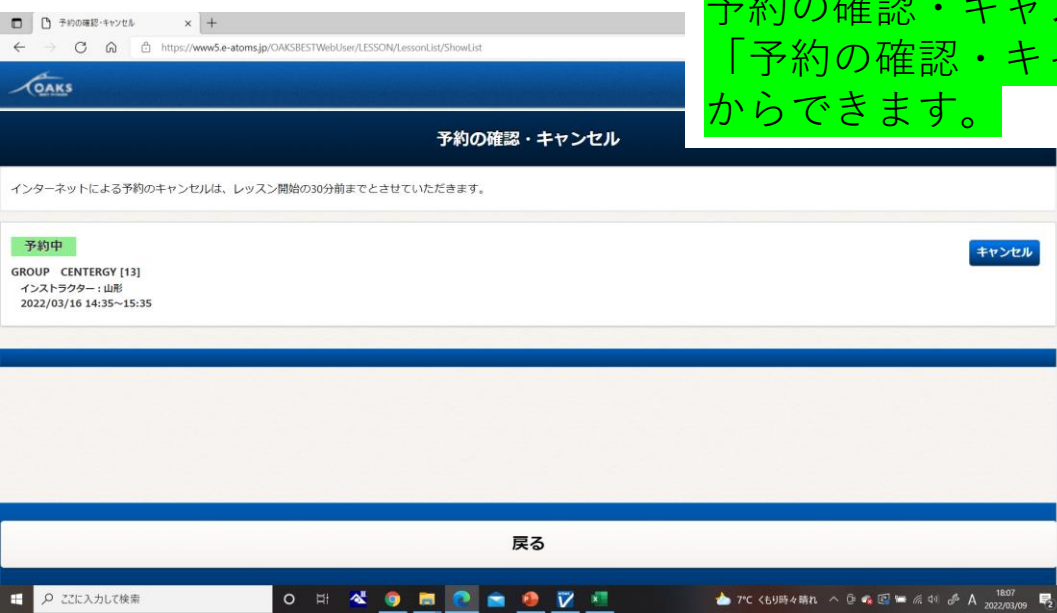 予約の確認・キャンセル
https://www5.e-atoms.jp/OAKSBESTWebUser/LESSON/LessonList/ShowList
予約の確認・キャ
「予約の確認・キ
からできます。
OAKS
予約の確認・キャンセル
インターネットによる予約のキャンセルは、レッスン開始の30分前までとさせていただきます。
予約中
キャンセル
GROUP CENTERGY [13]
インストラクター：山形
2022/03/16 14:35～15:35
戻る
ここに入力して検索
7°C くもり時々晴れ
A
18:07
2022/03/09